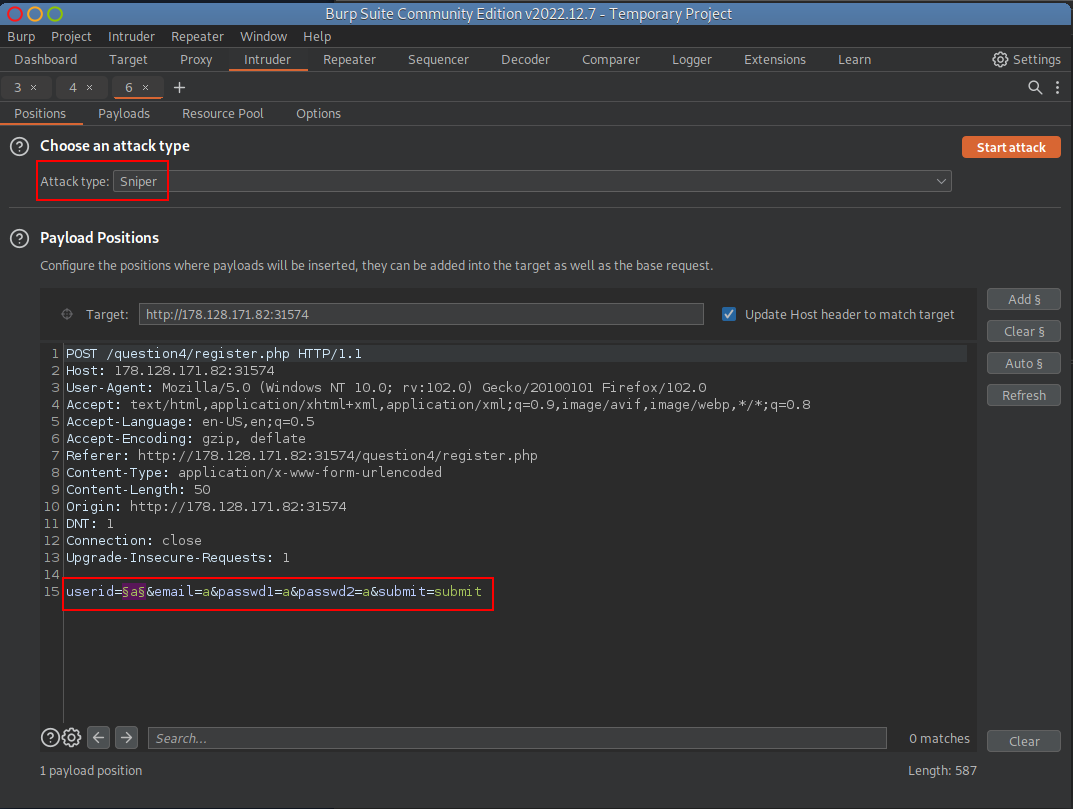 Burp Suite Community Edition v2022.12.7 - Temporary Project
Burp Project Intruder Repeater Window Help
Dashboard Target Proxy Intruder Repeater Sequencer Decoder Comparer Logger Extensions Learn Settings
3 × 4 × 6 × +
Positions Payloads Resource Pool Options
? Choose an attack type Start attack
Attack type: Sniper
? Payload Positions
Configure the positions where payloads will be inserted, they can be added into the target as well as the base request.
Target: http://178.128.171.82:31574 Update Host header to match target
Add §
Clear §
Auto §
Refresh
1 POST /question4/register.php HTTP/1.1
2 Host: 178.128.171.82:31574
3 User-Agent: Mozilla/5.0 (Windows NT 10.0; rv:102.0) Gecko/20100101 Firefox/102.0
4 Accept: text/html,application/xhtml+xml,application/xml;q=0.9,image/avif,image/webp,*/*;q=0.8
5 Accept-Language: en-US,en;q=0.5
6 Accept-Encoding: gzip, deflate
7 Referer: http://178.128.171.82:31574/question4/register.php
8 Content-Type: application/x-www-form-urlencoded
9 Content-Length: 50
10 Origin: http://178.128.171.82:31574
11 DNT: 1
12 Connection: close
13 Upgrade-Insecure-Requests: 1
14
15 userid=§a§&email=a&passwd1=a&passwd2=a&submit=submit
? Search... 0 matches Clear
1 payload position Length: 587